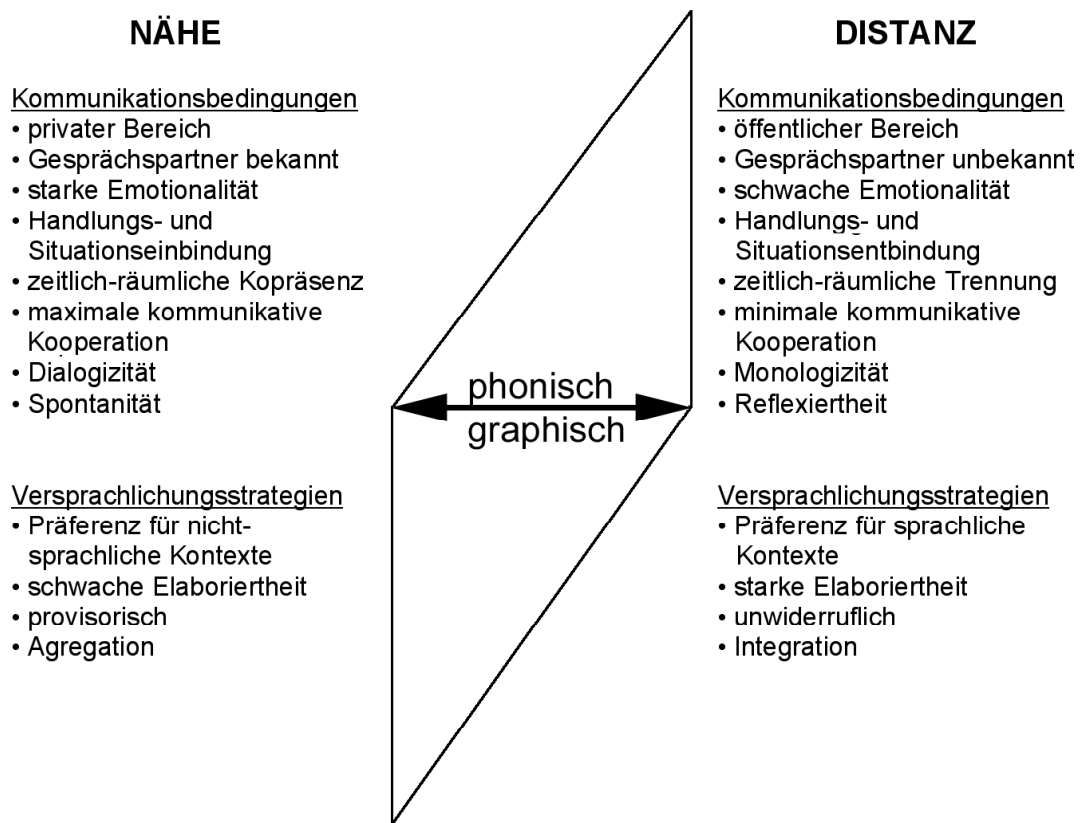 NÄHE
Kommunikationsbedingungen
• privater Bereich
• Gesprächspartner bekannt
• starke Emotionalität
• Handlungs- und
Situationseinbindung
• zeitlich-räumliche Kopräsenz
• maximale kommunikative
Kooperation
• Dialogizität
• Spontanität
Versprachlichungsstrategien
• Präferenz für nicht-
sprachliche Kontexte
• schwache Elaboriertheit
• provisorisch
• Agregation
phonisch
graphisch
DISTANZ
Kommunikationsbedingungen
• öffentlicher Bereich
• Gesprächspartner unbekannt
• schwache Emotionalität
• Handlungs- und
Situationsentbindung
• zeitlich-räumliche Trennung
• minimale kommunikative
Kooperation
• Monologizität
• Reflexiertheit
Versprachlichungsstrategien
• Präferenz für sprachliche
Kontexte
• starke Elaboriertheit
• unwiderruflich
• Integration